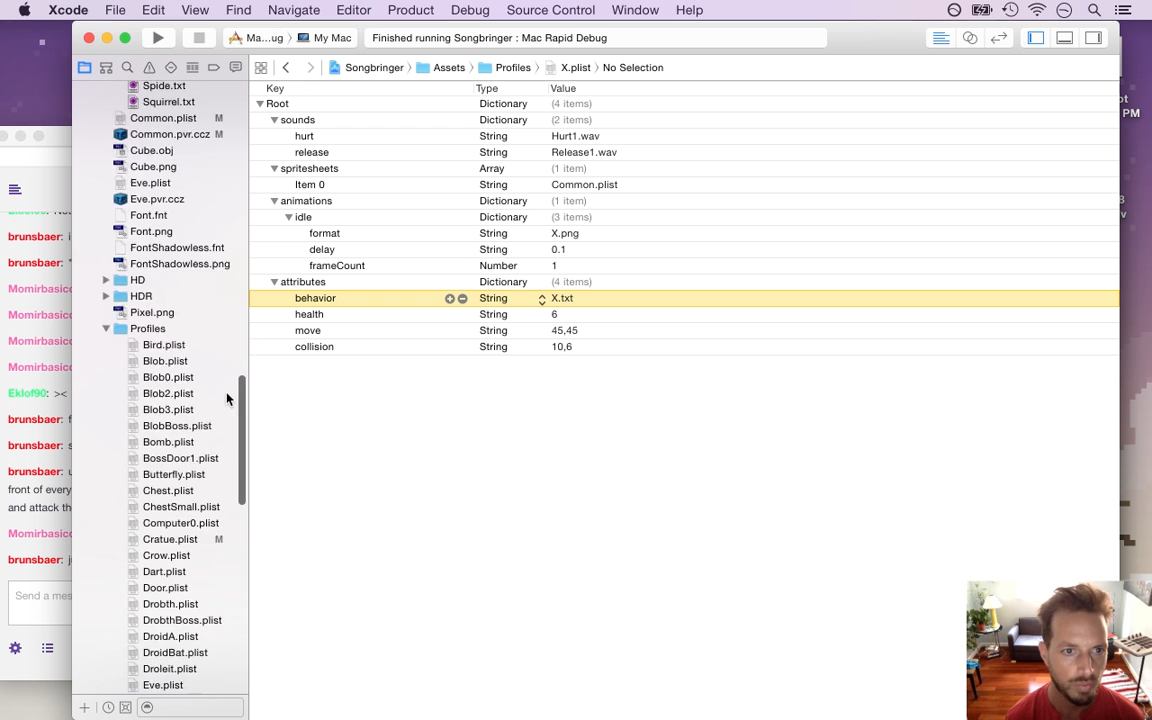 Xcode File Edit View Find Navigate Editor Product Debug Source Control Window Help
Ma...ug My Mac Finished running Songbringer : Mac Rapid Debug
Songbringer Assets Profiles X.plist No Selection
Spide.txt
Squirrel.txt
Common.plist M
Common.pvr.ccz M
Cube.obj
Cube.png
Eve.plist
Eve.pvr.ccz
Font.fnt
Font.png
FontShadowless.fnt
FontShadowless.png
HD
HDR
Pixel.png
Profiles
Bird.plist
Blob.plist
Blob0.plist
Blob2.plist
Blob3.plist
BlobBoss.plist
Bomb.plist
BossDoor1.plist
Butterfly.plist
Chest.plist
ChestSmall.plist
Computer0.plist
Cratue.plist M
Crow.plist
Dart.plist
Door.plist
Drobth.plist
DrobthBoss.plist
DroidA.plist
DroidBat.plist
Droleit.plist
Eve.plist
Key Type Value
Root Dictionary (4 items)
sounds Dictionary (2 items)
hurt String Hurt1.wav
release String Release1.wav
spritesheets Array (1 item)
Item 0 String Common.plist
animations Dictionary (1 item)
idle Dictionary (3 items)
format String X.png
delay String 0.1
frameCount Number 1
attributes Dictionary (4 items)
behavior String X.txt
health String 6
move String 45,45
collision String 10,6
brunsbaer: i
brunsbaer:
Momirbasic
Momirbasic
Momirbasic
Momirbasic
Eklof90: ><
brunsbaer: f
brunsbaer: s
brunsbaer: u
front of every
and attack th
Momirbasic
brunsbaer: j
Send a mes
ot
PM
8
v